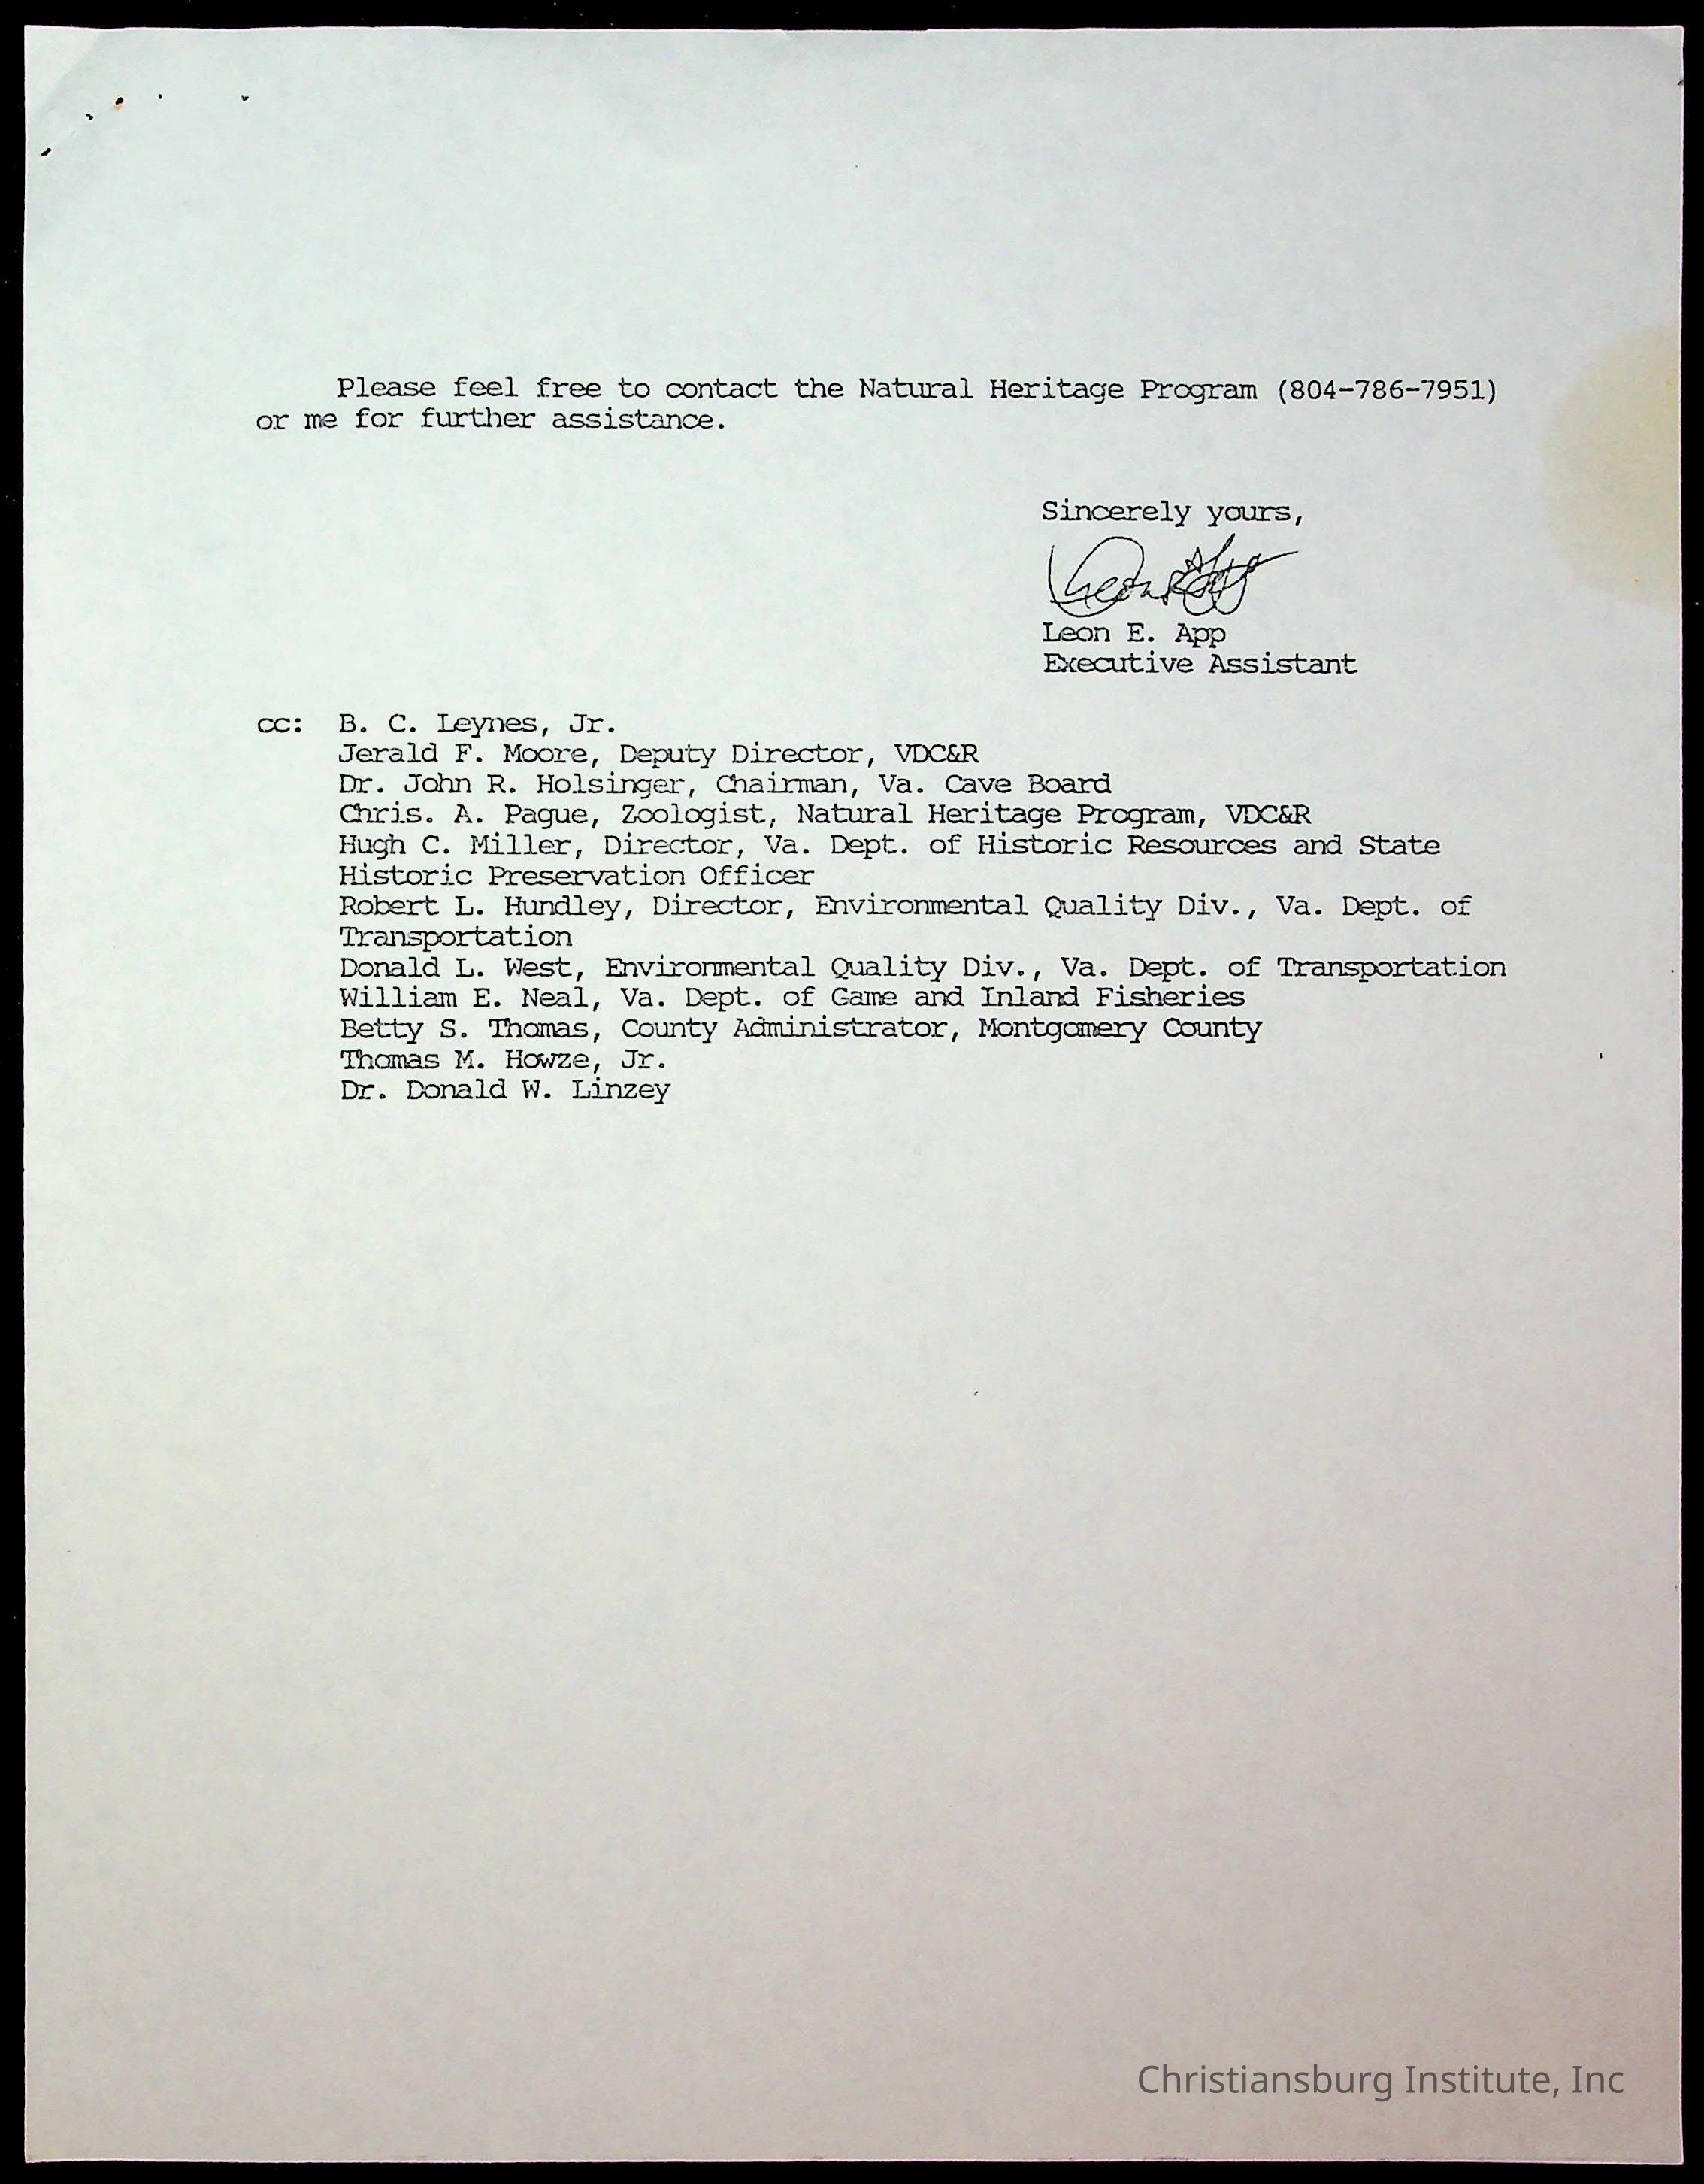 Please feel free to contact the Natural Heritage Program (804-786-7951)
or me for further assistance.
Sincerely yours,
Leon E. App
Executive Assistant
cc: B. C. Leynes, Jr.
Jerald F. Moore, Deputy Director, VDC&R
Dr. John R. Holsinger, Chairman, Va. Cave Board
Chris. A. Pague, Zoologist, Natural Heritage Program, VDC&R
Hugh C. Miller, Director, Va. Dept. of Historic Resources and State
Historic Preservation Officer
Robert L. Hundley, Director, Environmental Quality Div., Va. Dept. of
Transportation
Donald L. West, Environmental Quality Div., Va. Dept. of Transportation
William E. Neal, Va. Dept. of Game and Inland Fisheries
Betty S. Thomas, County Administrator, Montgomery County
Thomas M. Howze, Jr.
Dr. Donald W. Linzey
Christiansburg Institute, Inc